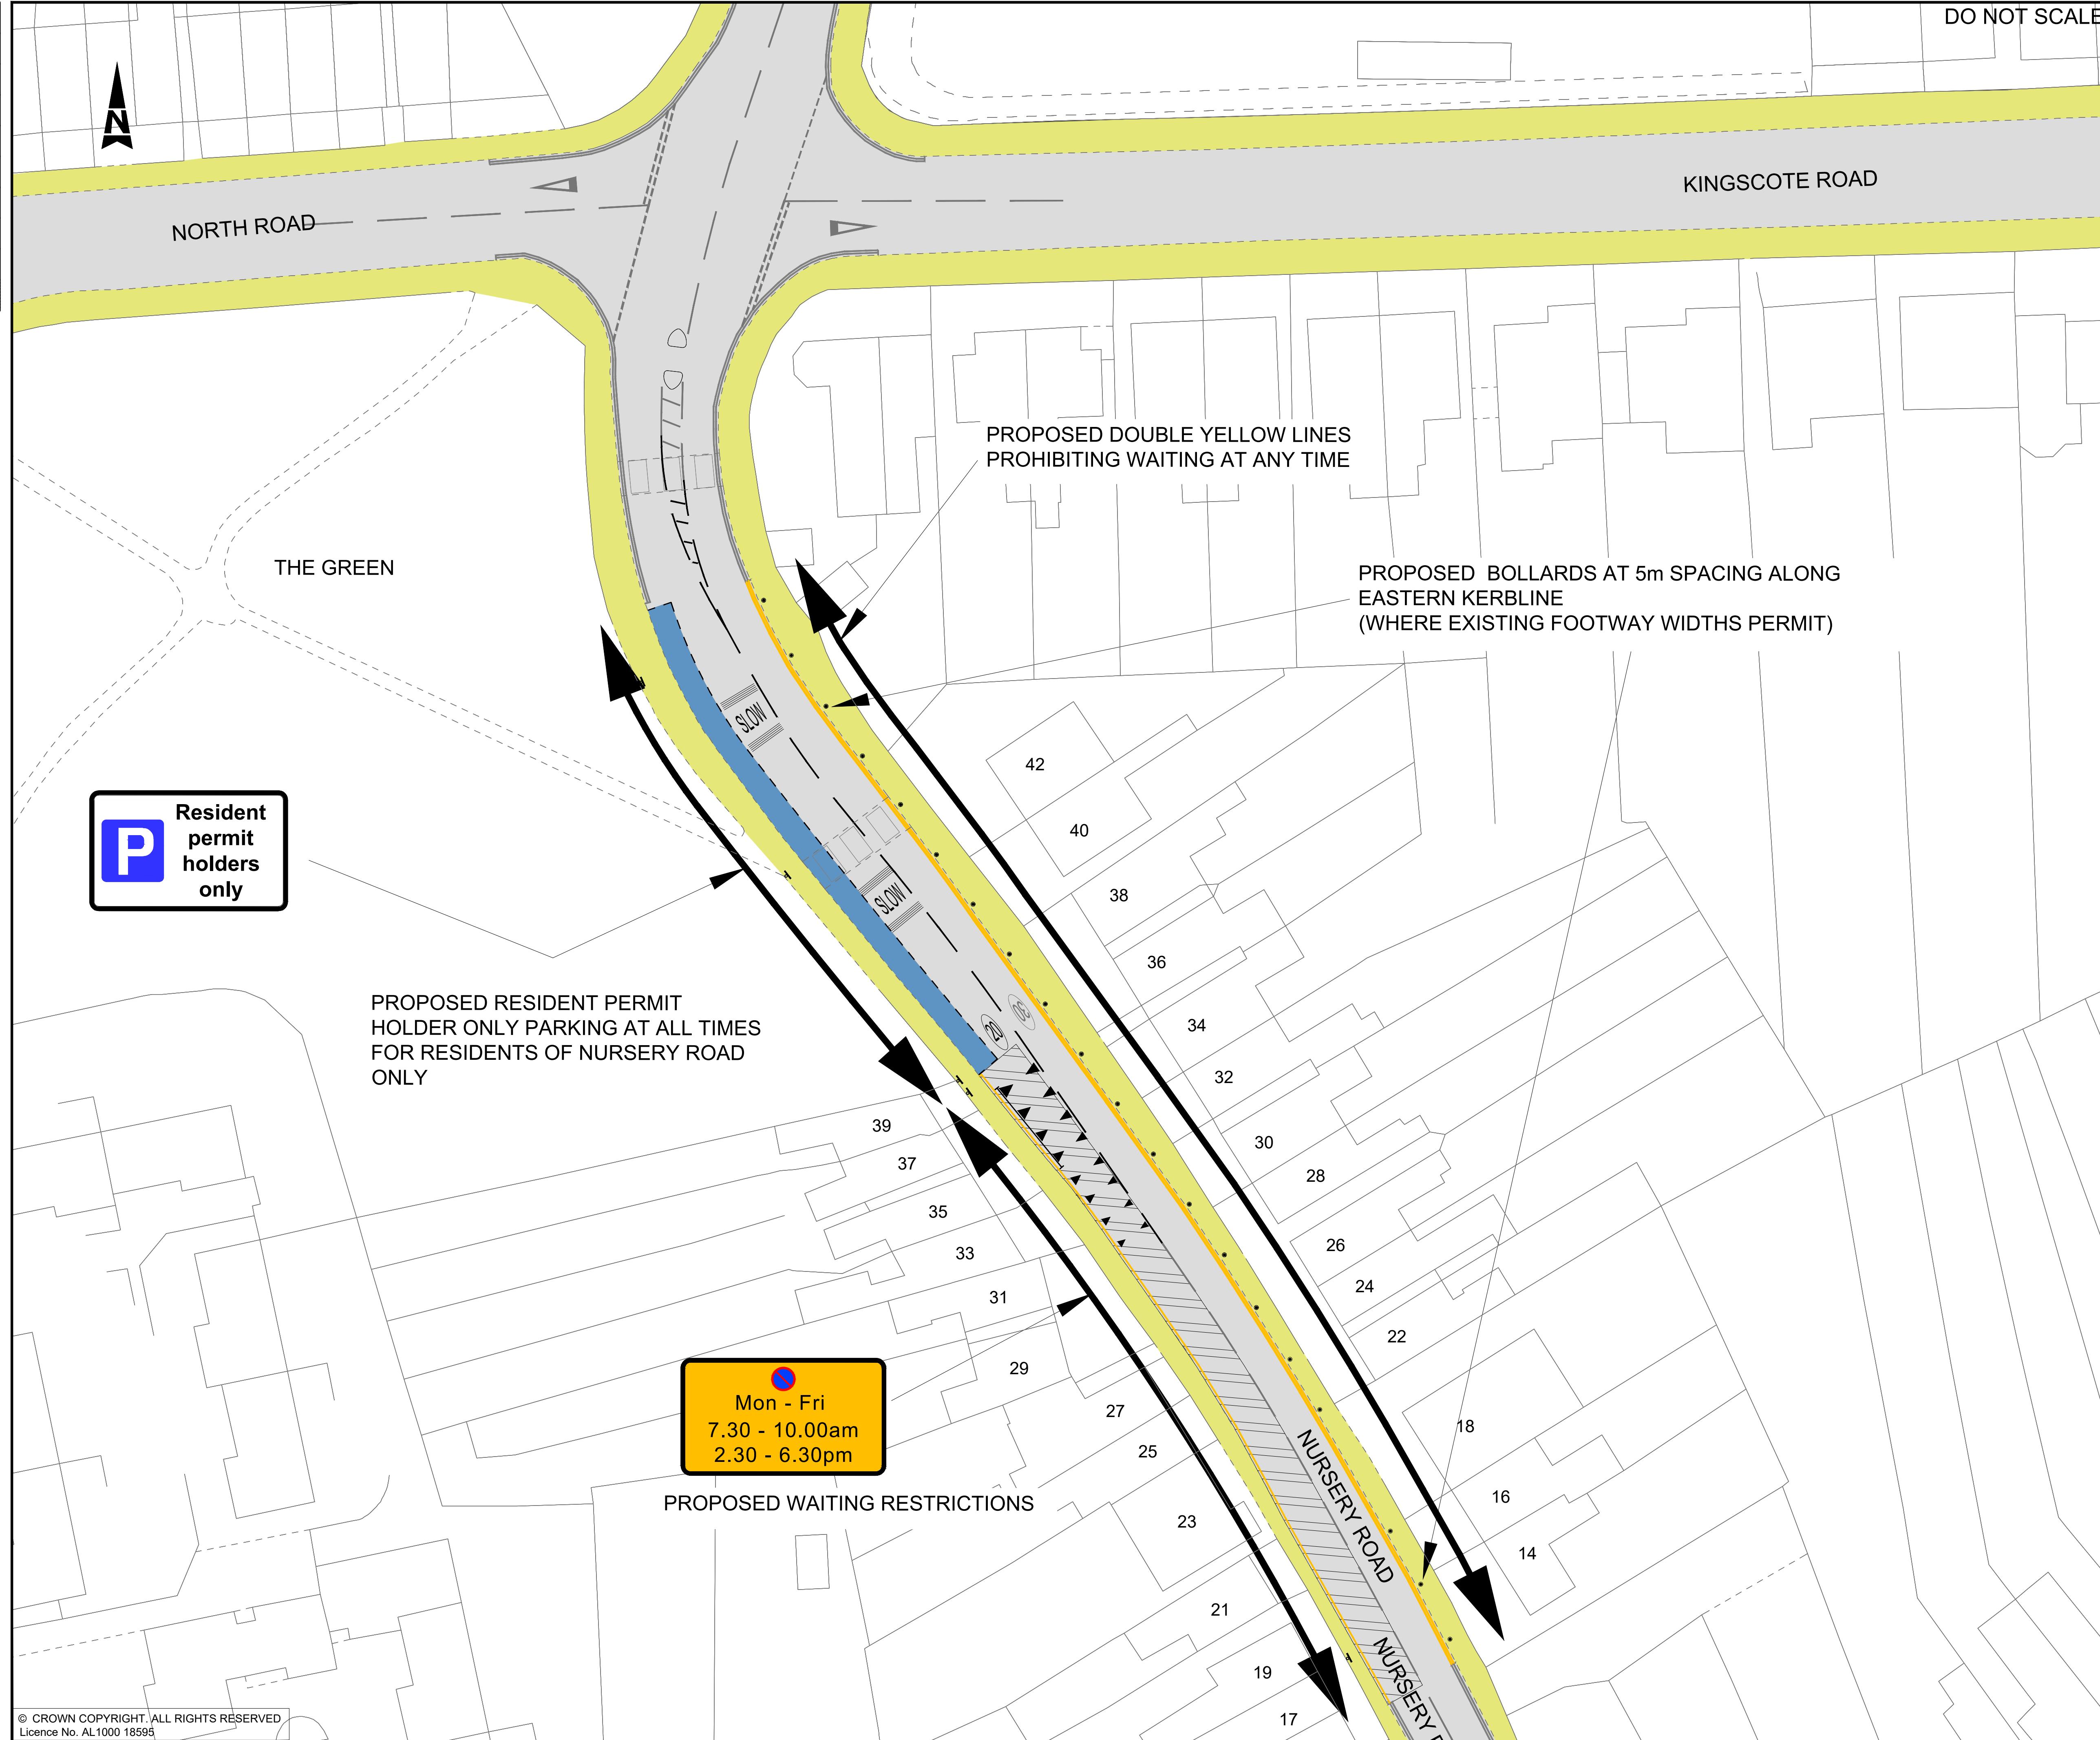 DO NOT SCALE
N
NORTH ROAD
KINGSCOTE ROAD
PROPOSED DOUBLE YELLOW LINES
PROHIBITING WAITING AT ANY TIME
THE GREEN
PROPOSED BOLLARDS AT 5m SPACING ALONG
EASTERN KERBLINE
(WHERE EXISTING FOOTWAY WIDTHS PERMIT)
SLOW
P
Resident
permit
holders
only
SLOW
PROPOSED RESIDENT PERMIT
HOLDER ONLY PARKING AT ALL TIMES
FOR RESIDENTS OF NURSERY ROAD
ONLY
20
30
42
40
38
36
34
32
30
28
26
24
22
18
16
14
39
37
35
33
31
29
27
25
23
21
19
17
Mon - Fri
7.30 - 10.00am
2.30 - 6.30pm
PROPOSED WAITING RESTRICTIONS
NURSERY ROAD
NURSERY
© CROWN COPYRIGHT. ALL RIGHTS RESERVED
Licence No. AL1000 18595